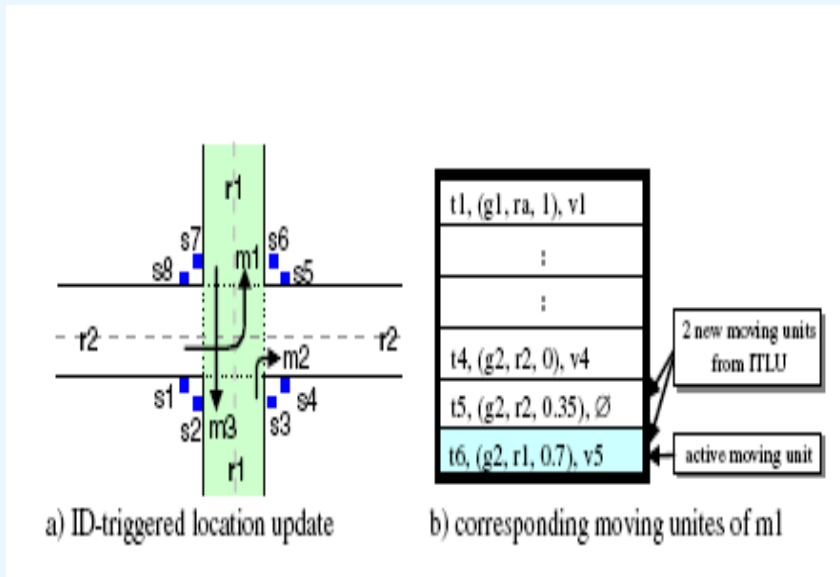 r1
s7
s6
s8
m1
s5
r2
r2
m2
s1
s4
s2
m3
s3
r1
a) ID-triggered location update
t1, (g1, ra, 1), v1
:
:
t4, (g2, r2, 0), v4
t5, (g2, r2, 0.35), Ø
t6, (g2, r1, 0.7), v5
2 new moving units
from ITLU
active moving unit
b) corresponding moving unites of m1